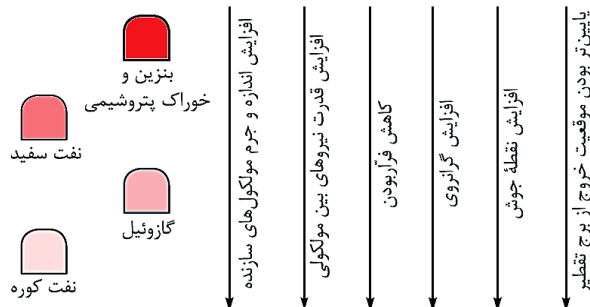 بنزین و
خوراک پتروشیمی
نفت سفید
گازوئیل
نفت کوره
افزایش اندازه و جرم مولکول‌های سازنده
افزایش قدرت نیروهای بین مولکولی
کاهش فرّاربودن
افزایش گرانروی
افزایش نقطهٔ جوش
پایین‌تر بودن موقعیت خروج از برج تقطیر